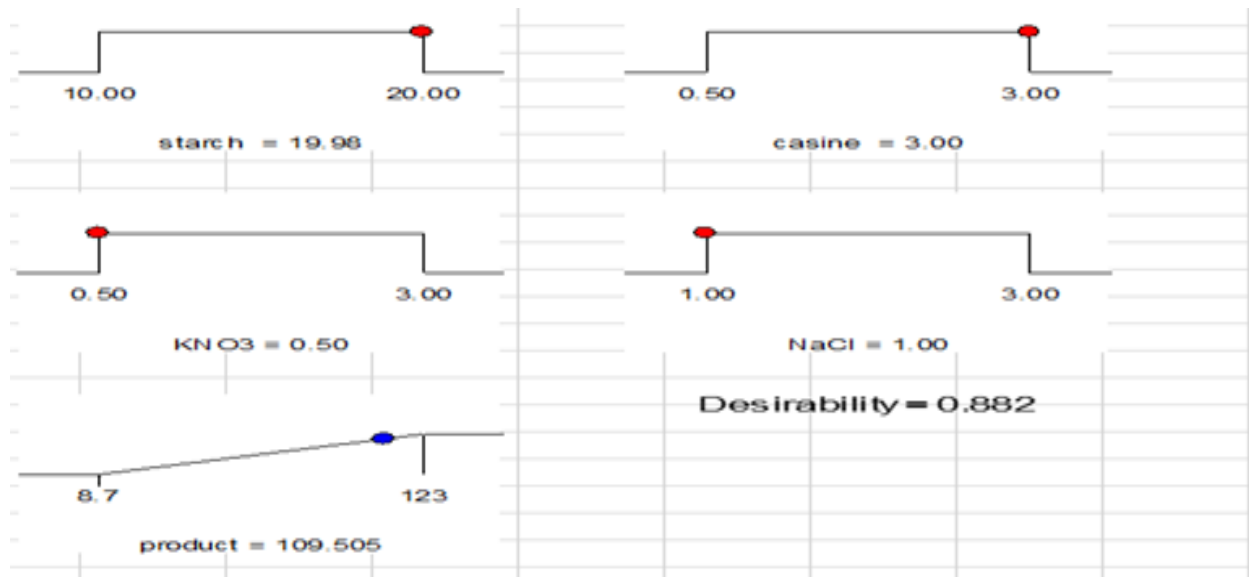 10.00 20.00
starch = 19.98
0.50 3.00
casine = 3.00
0.50 3.00
KNO3 = 0.50
1.00 3.00
NaCl = 1.00
8.7 123
product = 109.505
Desirability = 0.882